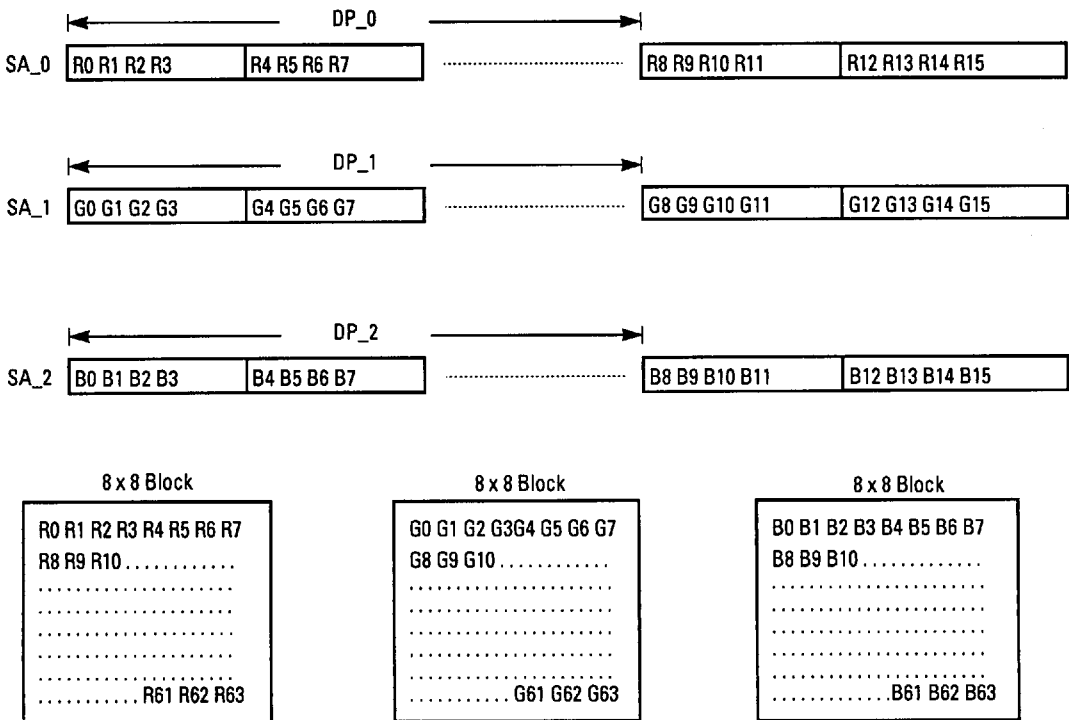 DP_0
SA_0 R0 R1 R2 R3 R4 R5 R6 R7 R8 R9 R10 R11 R12 R13 R14 R15
DP_1
SA_1 G0 G1 G2 G3 G4 G5 G6 G7 G8 G9 G10 G11 G12 G13 G14 G15
DP_2
SA_2 B0 B1 B2 B3 B4 B5 B6 B7 B8 B9 B10 B11 B12 B13 B14 B15
8 x 8 Block
R0 R1 R2 R3 R4 R5 R6 R7
R8 R9 R10 . . . . . . . . . . . .
. . . . . . . . . . . R61 R62 R63
8 x 8 Block
G0 G1 G2 G3G4 G5 G6 G7
G8 G9 G10 . . . . . . . . . . . .
. . . . . . . . . . . G61 G62 G63
8 x 8 Block
B0 B1 B2 B3 B4 B5 B6 B7
B8 B9 B10 . . . . . . . . . . . . .
. . . . . . . . . . . . .B61 B62 B63